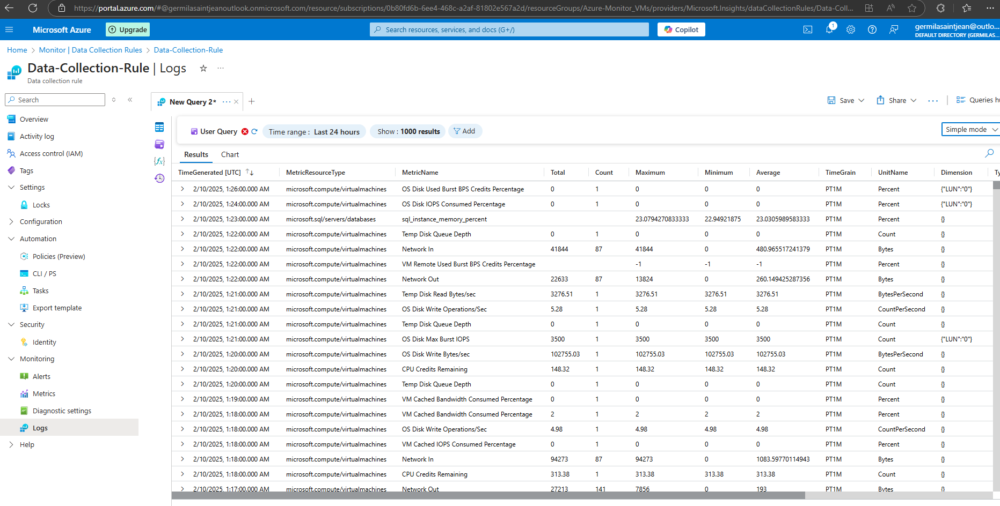 https://portal.azure.com/#@germilasaintjeanoutlook.onmicrosoft.com/resource/subscriptions/0b80fd6b-6ee4-468c-a2af-81802e567a2d/resourceGroups/Azure-Monitor_VMs/providers/Microsoft.Insights/dataCollectionRules/Data-Coll...
Microsoft Azure
Upgrade
Search resources, services, and docs (G+/)
Copilot
1
germilasaintjean@outlo...
DEFAULT DIRECTORY (GERMILAS...
Home > Monitor | Data Collection Rules > Data-Collection-Rule
Data-Collection-Rule | Logs
Data collection rule
Search
Overview
Activity log
Access control (IAM)
Tags
Settings
Locks
Configuration
Automation
Policies (Preview)
CLI / PS
Tasks
Export template
Security
Identity
Monitoring
Alerts
Metrics
Diagnostic settings
Logs
Help
New Query 2*
Save
Share
Queries hu
User Query
Time range : Last 24 hours
Show : 1000 results
Add
Simple mode
Results Chart
TimeGenerated [UTC] MetricResourceType MetricName Total Count Maximum Minimum Average TimeGrain UnitName Dimension Ty
2/10/2025, 1:26:00.000 AM microsoft.compute/virtualmachines OS Disk Used Burst BPS Credits Percentage 0 1 0 0 0 PT1M Percent {"LUN":"0"}
2/10/2025, 1:24:00.000 AM microsoft.compute/virtualmachines OS Disk IOPS Consumed Percentage 0 1 0 0 0 PT1M Percent {"LUN":"0"}
2/10/2025, 1:23:00.000 AM microsoft.sql/servers/databases sql_instance_memory_percent 23.0794270833333 22.94921875 23.0305989583333 PT1M Percent {}
2/10/2025, 1:22:00.000 AM microsoft.compute/virtualmachines Temp Disk Queue Depth 0 1 0 0 0 PT1M Count {}
2/10/2025, 1:22:00.000 AM microsoft.compute/virtualmachines Network In 41844 87 41844 0 480.965517241379 PT1M Bytes {}
2/10/2025, 1:22:00.000 AM microsoft.compute/virtualmachines VM Remote Used Burst BPS Credits Percentage -1 -1 -1 PT1M Percent {}
2/10/2025, 1:22:00.000 AM microsoft.compute/virtualmachines Network Out 22633 87 13824 0 260.149425287356 PT1M Bytes {}
2/10/2025, 1:21:00.000 AM microsoft.compute/virtualmachines Temp Disk Read Bytes/sec 3276.51 1 3276.51 3276.51 3276.51 PT1M BytesPerSecond {}
2/10/2025, 1:21:00.000 AM microsoft.compute/virtualmachines OS Disk Write Operations/Sec 5.28 1 5.28 5.28 5.28 PT1M CountPerSecond {}
2/10/2025, 1:21:00.000 AM microsoft.compute/virtualmachines Temp Disk Queue Depth 0 1 0 0 0 PT1M Count {}
2/10/2025, 1:21:00.000 AM microsoft.compute/virtualmachines OS Disk Max Burst IOPS 3500 1 3500 3500 3500 PT1M Count {"LUN":"0"}
2/10/2025, 1:20:00.000 AM microsoft.compute/virtualmachines OS Disk Write Bytes/sec 102755.03 1 102755.03 102755.03 102755.03 PT1M BytesPerSecond {}
2/10/2025, 1:20:00.000 AM microsoft.compute/virtualmachines CPU Credits Remaining 148.32 1 148.32 148.32 148.32 PT1M Count {}
2/10/2025, 1:20:00.000 AM microsoft.compute/virtualmachines Temp Disk Queue Depth 0 1 0 0 0 PT1M Count {}
2/10/2025, 1:19:00.000 AM microsoft.compute/virtualmachines VM Cached Bandwidth Consumed Percentage 0 1 0 0 0 PT1M Percent {}
2/10/2025, 1:18:00.000 AM microsoft.compute/virtualmachines VM Cached Bandwidth Consumed Percentage 2 1 2 2 2 PT1M Percent {}
2/10/2025, 1:18:00.000 AM microsoft.compute/virtualmachines OS Disk Write Operations/Sec 4.98 1 4.98 4.98 4.98 PT1M CountPerSecond {}
2/10/2025, 1:18:00.000 AM microsoft.compute/virtualmachines VM Cached IOPS Consumed Percentage 0 1 0 0 0 PT1M Percent {}
2/10/2025, 1:18:00.000 AM microsoft.compute/virtualmachines Network In 94273 87 94273 0 1083.59770114943 PT1M Bytes {}
2/10/2025, 1:18:00.000 AM microsoft.compute/virtualmachines CPU Credits Remaining 313.38 1 313.38 313.38 313.38 PT1M Count {}
2/10/2025, 1:17:00.000 AM microsoft.compute/virtualmachines Network Out 27213 141 7856 0 193 PT1M Bytes {}